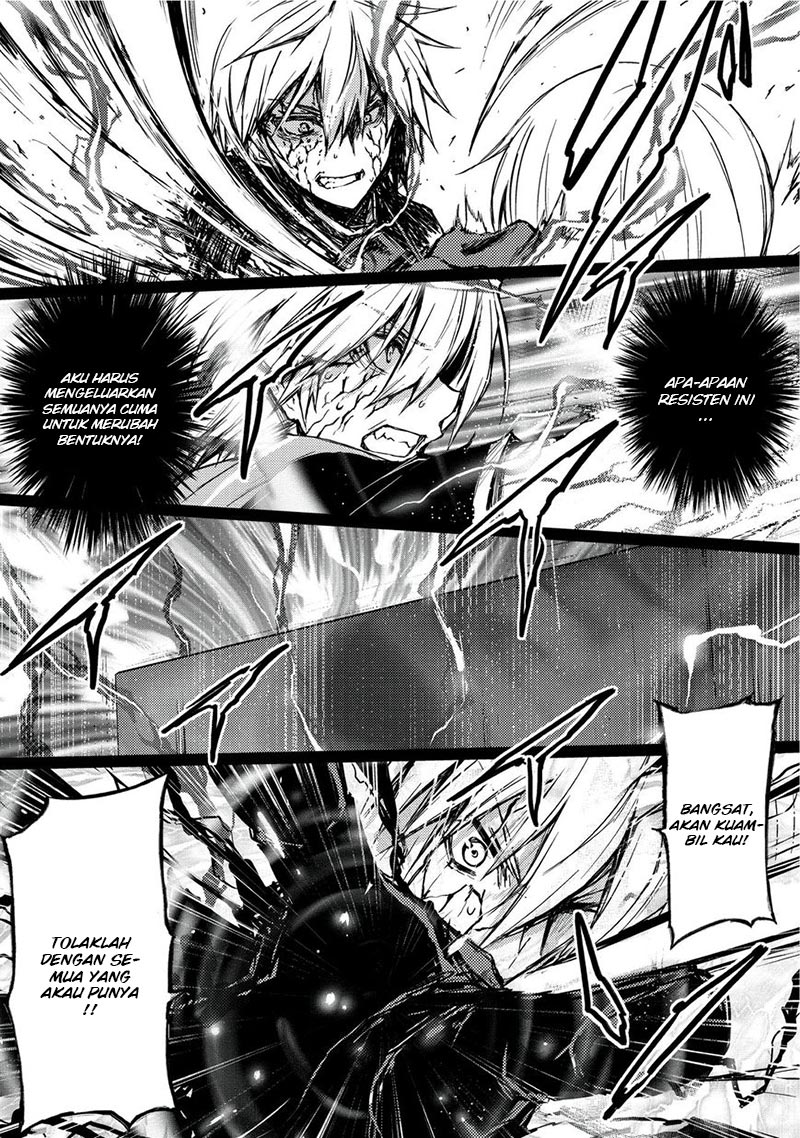 APA-APAAN
RESISTEN INI
...
AKU HARUS
MENGELUARKAN
SEMUANYA CUMA
UNTUK MERUBAH
BENTUKNYA!
BANGSAT,
AKAN KUAM-
BIL KAU!
TOLAKLAH
DENGAN SE-
MUA YANG
AKAU PUNYA
!!